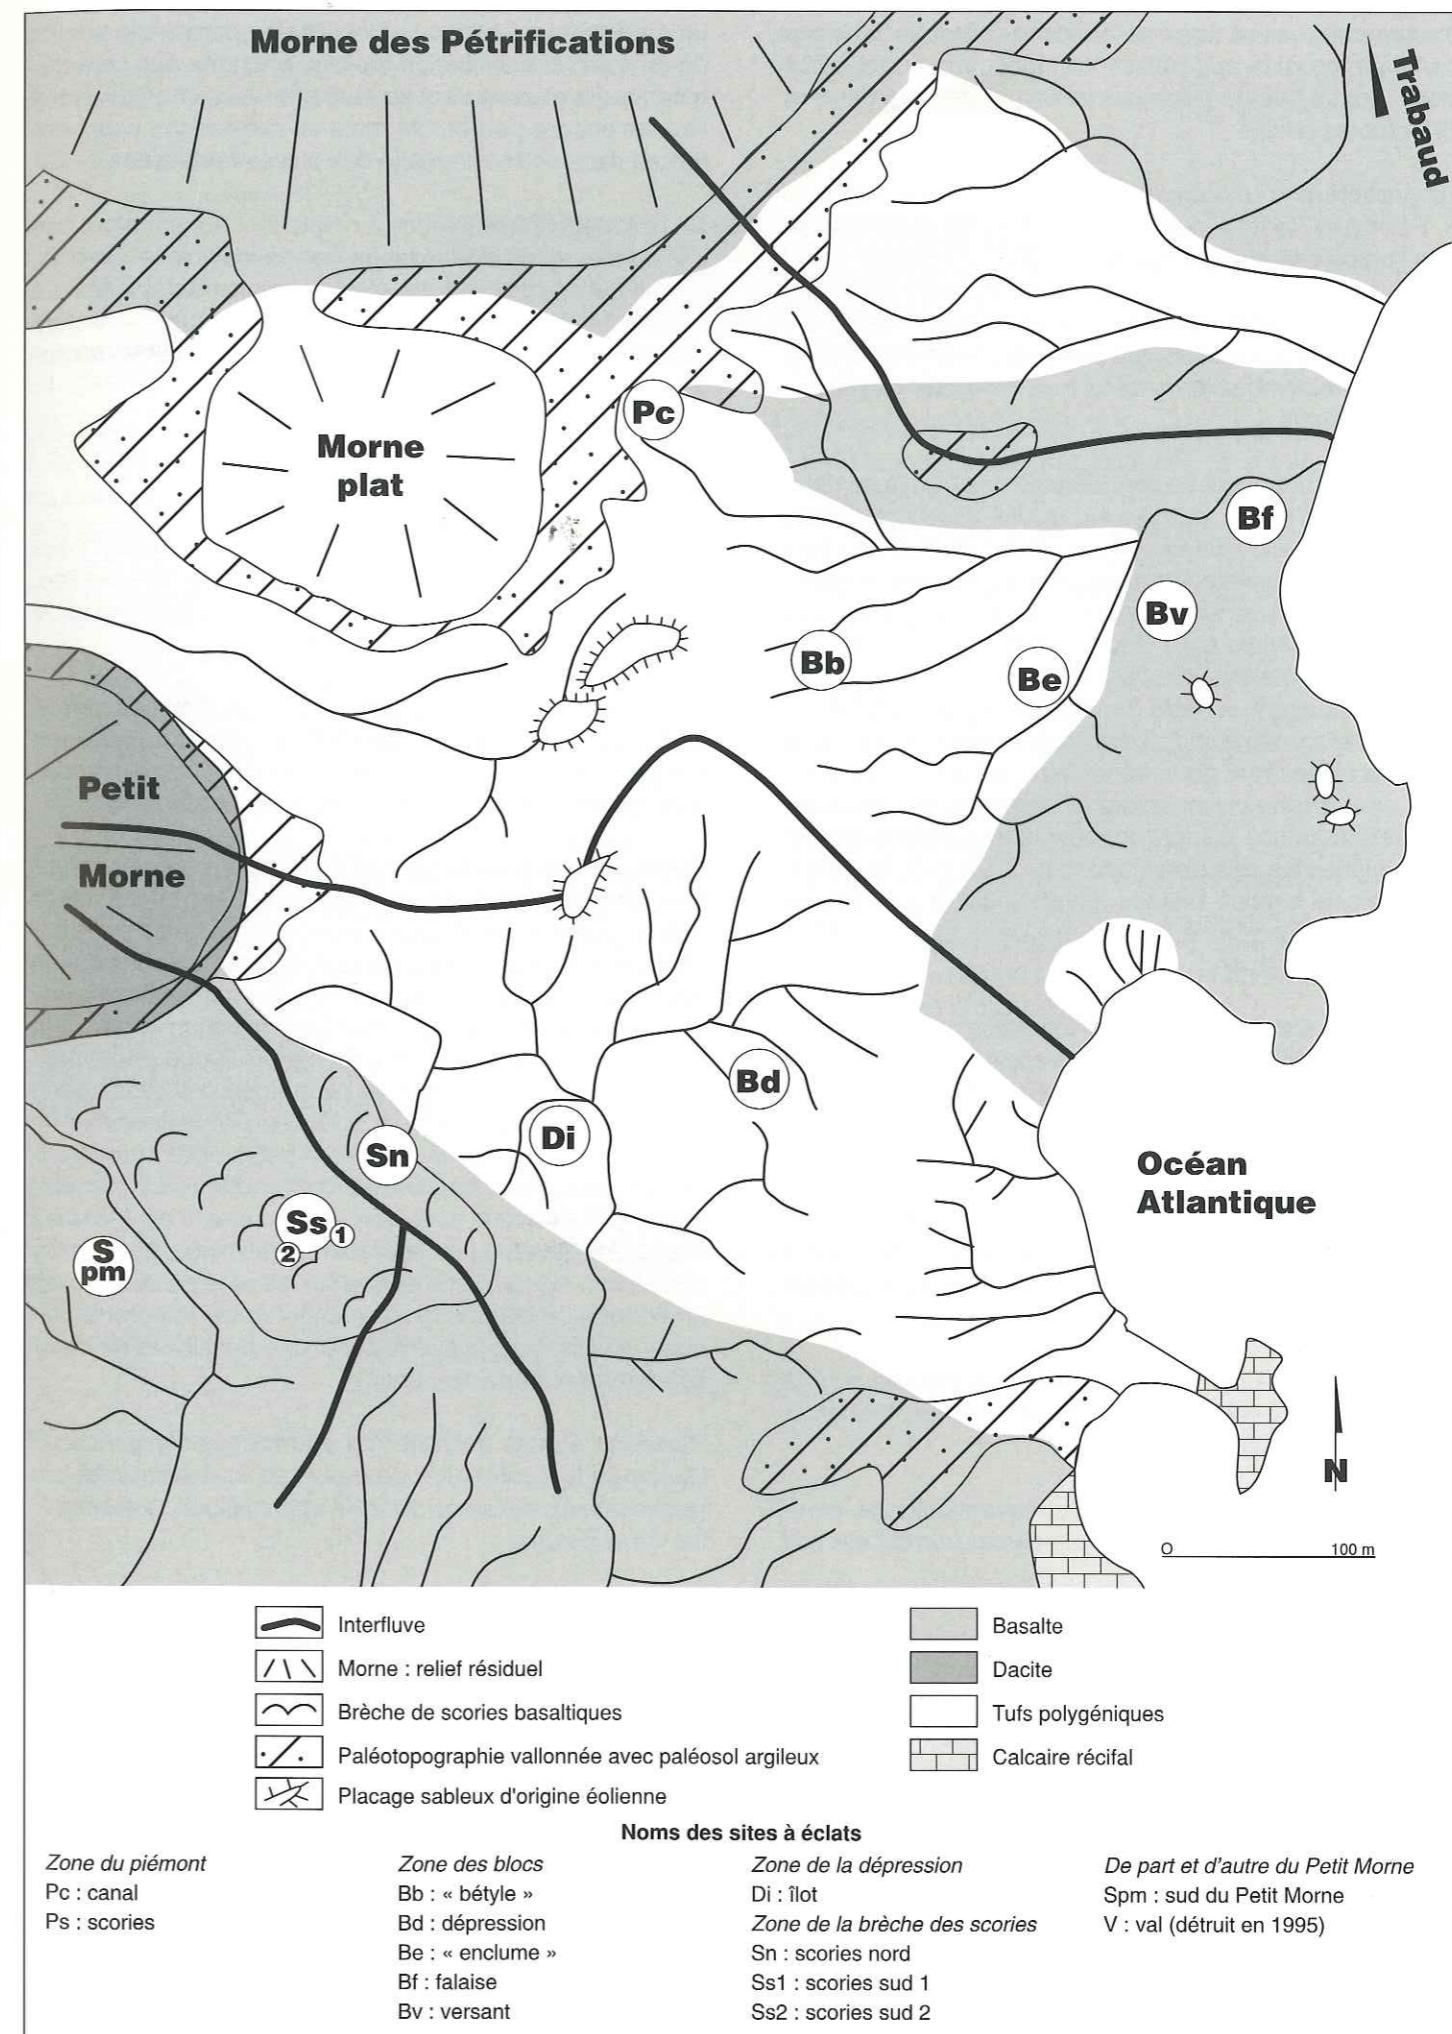 Morne des Pétrifications
Trabaud
Pc
Morne
plat
Bf
Bv
Bb
Be
Petit
Morne
Bd
Di
Sn
Océan
Atlantique
Ss
1
2
S
pm
N
O 100 m
Interfluve
Morne : relief résiduel
Brèche de scories basaltiques
Paléotopographie vallonnée avec paléosol argileux
Placage sableux d'origine éolienne
Basalte
Dacite
Tufs polygéniques
Calcaire récifal
Noms des sites à éclats
Zone du piémont
Pc : canal
Ps : scories
Zone des blocs
Bb : « bétyle »
Bd : dépression
Be : « enclume »
Bf : falaise
Bv : versant
Zone de la dépression
Di : îlot
Zone de la brèche des scories
Sn : scories nord
Ss1 : scories sud 1
Ss2 : scories sud 2
De part et d'autre du Petit Morne
Spm : sud du Petit Morne
V : val (détruit en 1995)